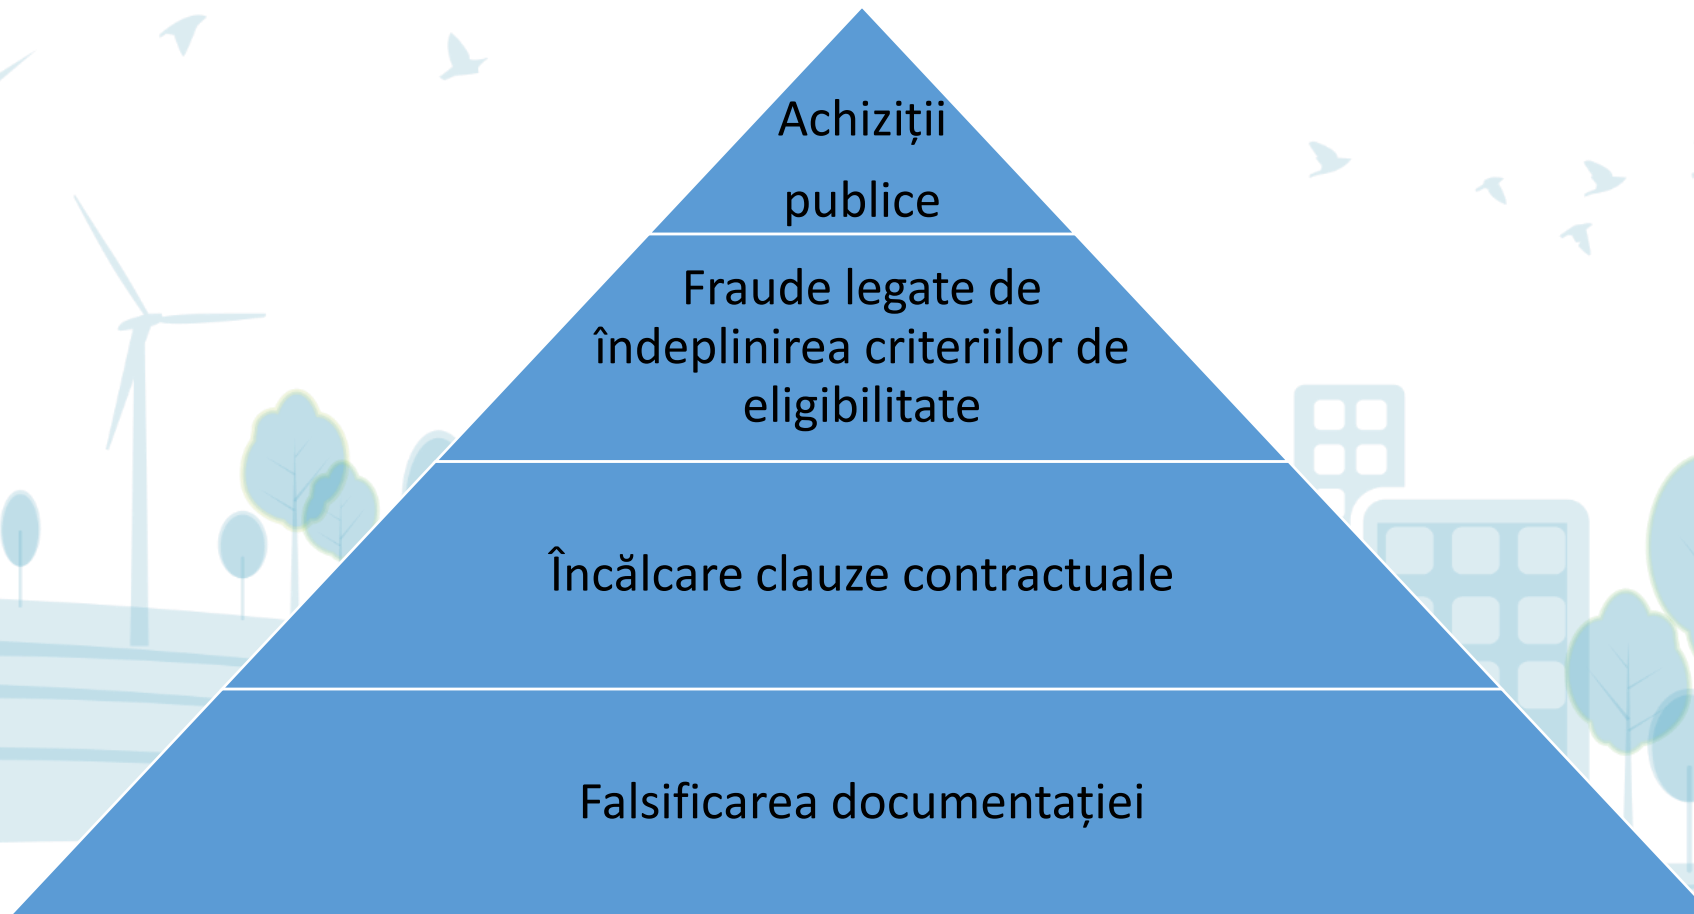 Achiziții
publice
Fraude legate de
îndeplinirea criteriilor de
eligibilitate
Încălcare clauze contractuale
Falsificarea documentației